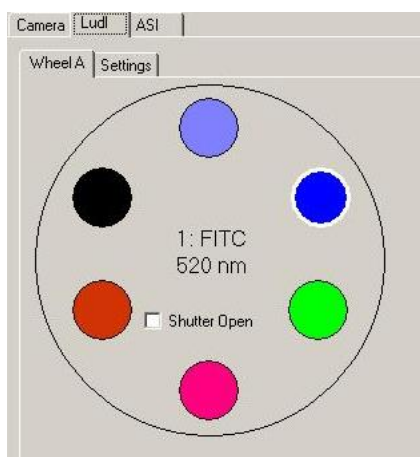 Camera Ludl ASI
Wheel A Settings
1: FITC
520 nm
Shutter Open